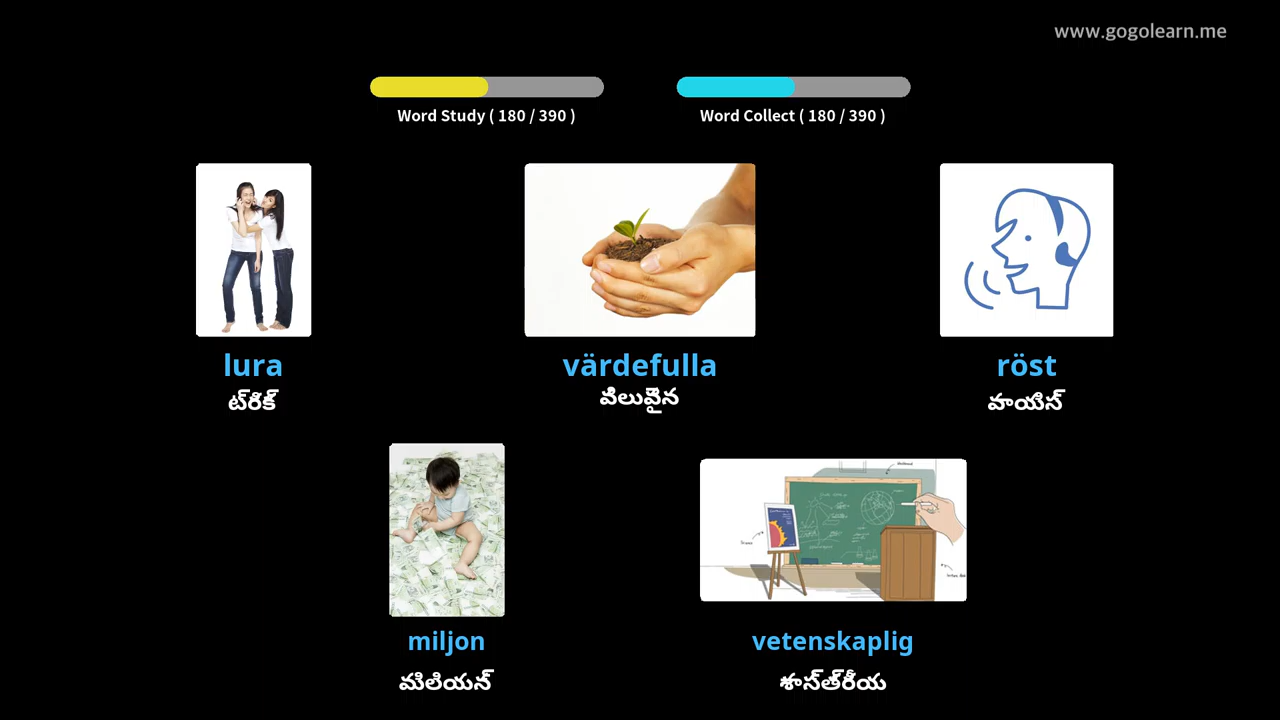 www.gogolearn.me
Word Study ( 180 / 390 )
Word Collect ( 180 / 390 )
lura
ట్రిక్
värdefulla
విలువైన
röst
వాయిస్
miljon
మిలియన్
vetenskaplig
శాస్త్రీయ